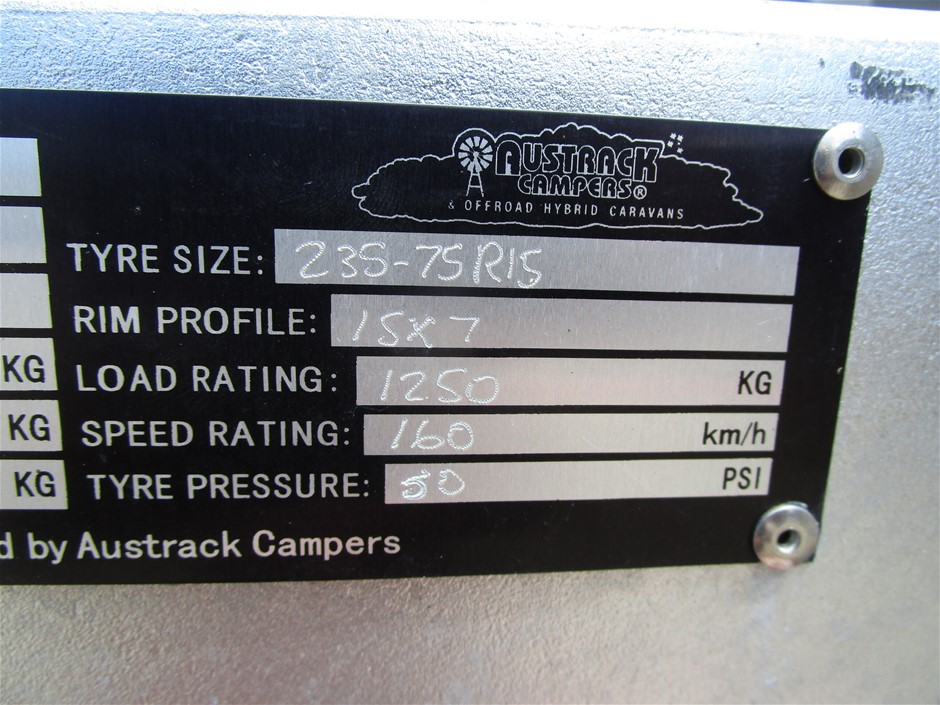 AUSTRACK
CAMPERS®
& OFFROAD HYBRID CARAVANS
TYRE SIZE: 235-75R15
RIM PROFILE: 15x7
KG LOAD RATING: 1250 KG
KG SPEED RATING: 160 km/h
KG TYRE PRESSURE: 50 PSI
d by Austrack Campers